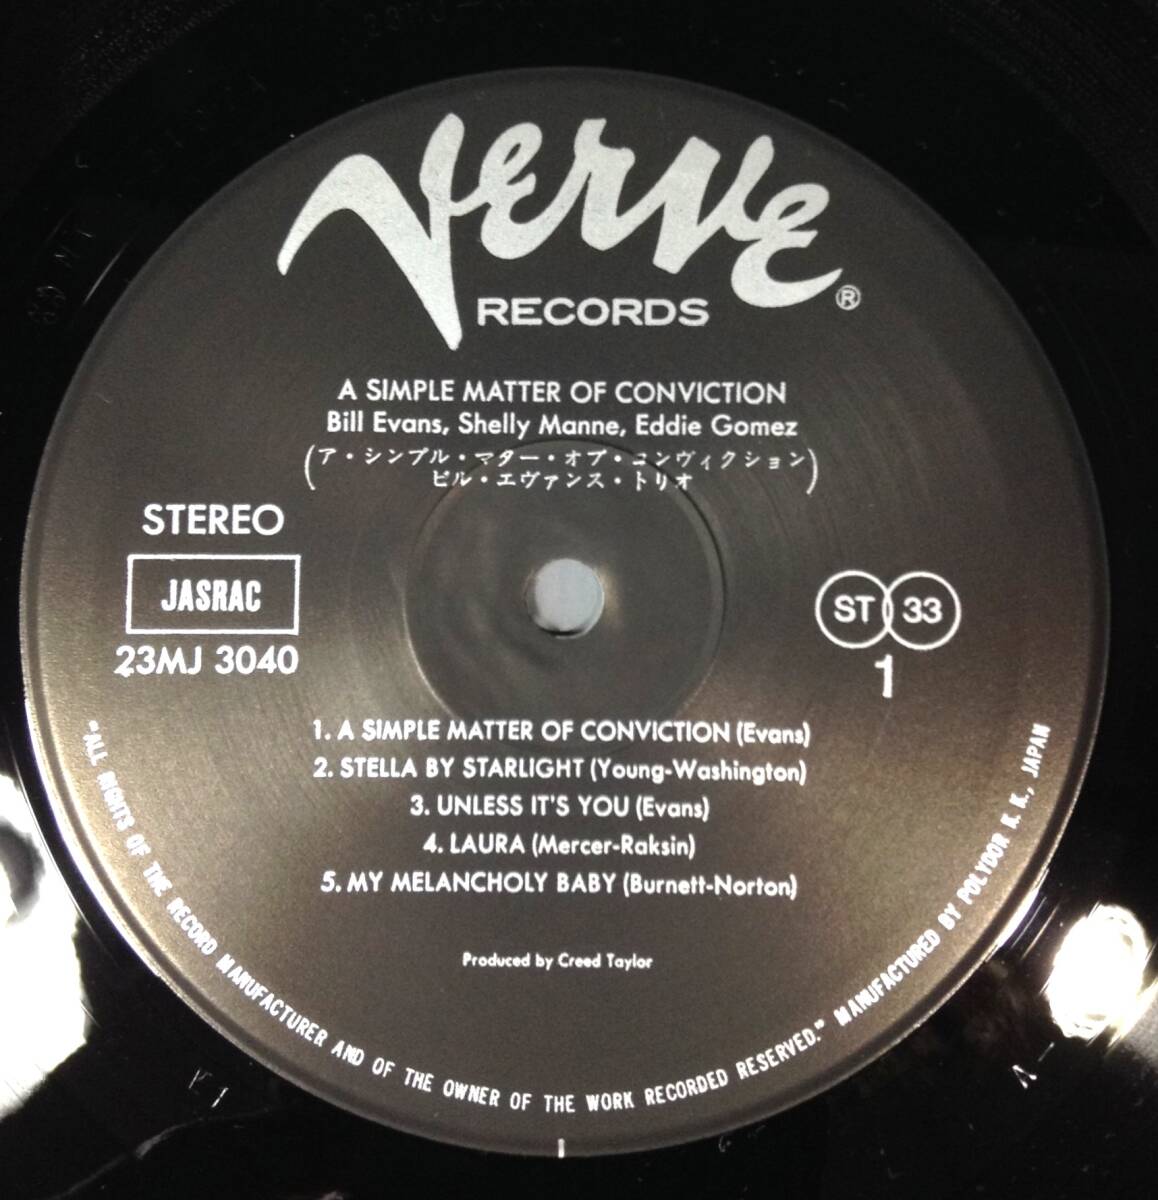 Verve
RECORDS ®
A SIMPLE MATTER OF CONVICTION
Bill Evans, Shelly Manne, Eddie Gomez
(ア・シンプル・マター・オブ・コンヴィクション
ビル・エヴァンス・トリオ)
STEREO
JASRAC
23MJ 3040
ST 33
1
1. A SIMPLE MATTER OF CONVICTION (Evans)
2. STELLA BY STARLIGHT (Young-Washington)
3. UNLESS IT'S YOU (Evans)
4. LAURA (Mercer-Raksin)
5. MY MELANCHOLY BABY (Burnett-Norton)
Produced by Creed Taylor
"ALL RIGHTS OF THE RECORD MANUFACTURER AND OF THE OWNER OF THE WORK RECORDED RESERVED." MANUFACTURED BY POLYDOR K. K., JAPAN